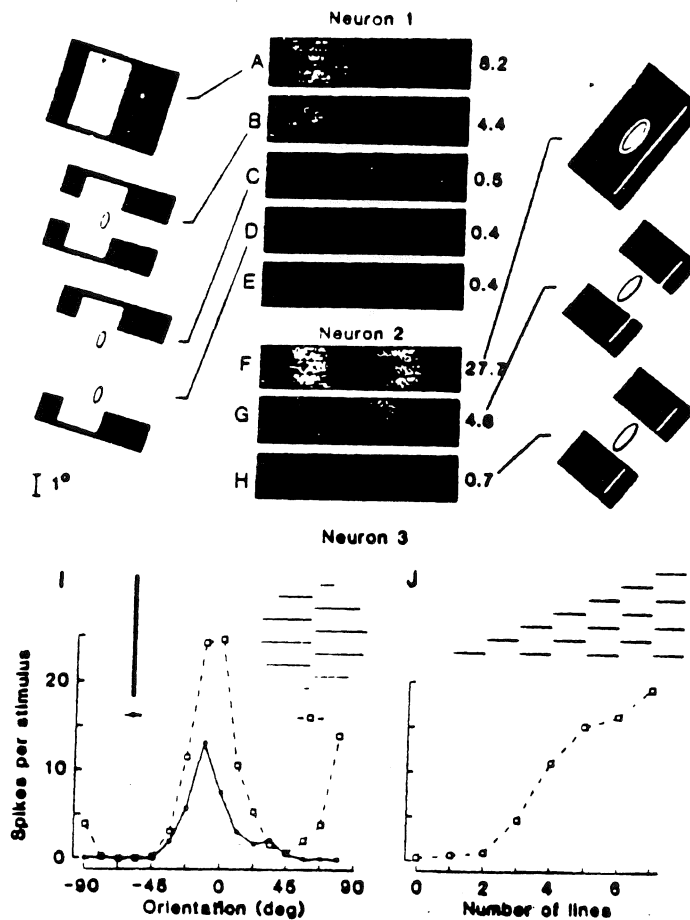 Neuron 1
A 8.2
B 4.4
C 0.5
D 0.4
E 0.4
Neuron 2
F 27.7
G 4.6
H 0.7
1°
Neuron 3
I J
20
10
0
Spikes per stimulus
-90 -45 0 45 90
0 2 4 6
Orientation (deg)
Number of lines